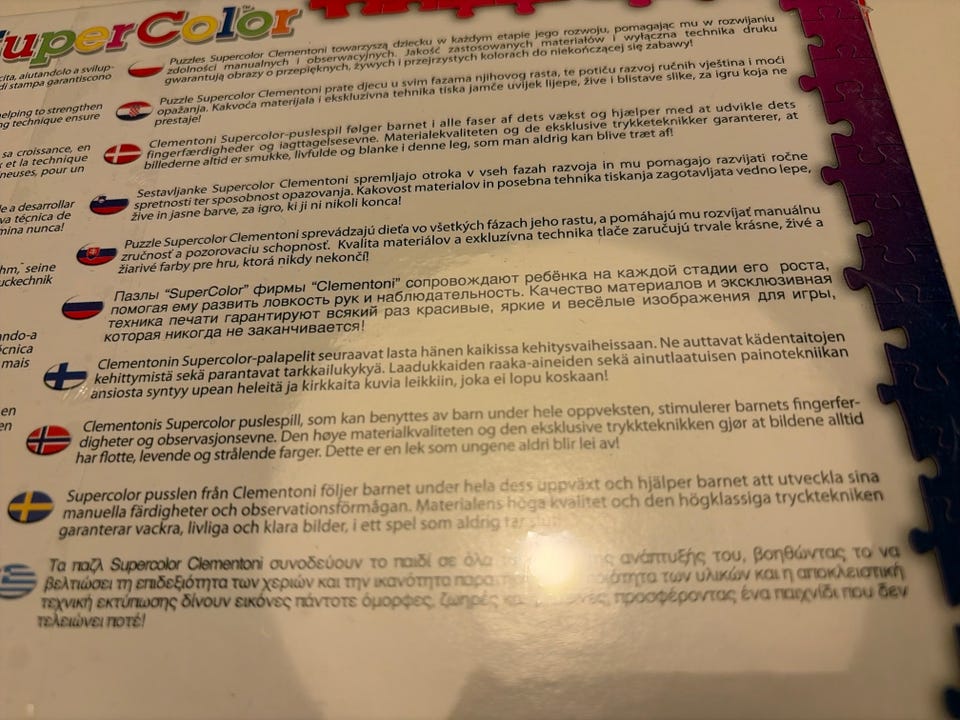 SuperColor™
cita, aiutandolo a svilup-
di stampa garantiscono
elping to strengthen
ng technique ensure
sa croissance, en
et la technique
neuses, pour un
le a desarrollar
va técnica de
mina nunca!
hm, seine
uckechnik
ando-a
écnica
mais
en
en
Puzzles Supercolor Clementoni towarzyszą dziecku w każdym etapie jego rozwoju, pomagając mu w rozwijaniu
zdolności manualnych i obserwacyjnych. Jakość zastosowanych materiałów i wyłączna technika druku
gwarantują obrazy o przepięknych, żywych i przejrzystych kolorach do niekończącej się zabawy!
Puzzle Supercolor Clementoni prate djecu u svim fazama njihovog rasta, te potiču razvoj ručnih vještina i moći
opažanja. Kakvoća materijala i ekskluzivna tehnika tiska jamče uvijek lijepe, žive i blistave slike, za igru koja ne
prestaje!
Clementoni Supercolor-puslespil følger barnet i alle faser af dets vækst og hjælper med at udvikle dets
fingerfærdigheder og iagttagelsesevne. Materialekvaliteten og de eksklusive trykketeknikker garanterer, at
billederne altid er smukke, livfulde og blanke i denne leg, som man aldrig kan blive træt af!
Sestavljanke Supercolor Clementoni spremljajo otroka v vseh fazah razvoja in mu pomagajo razvijati ročne
spretnosti ter sposobnost opazovanja. Kakovost materialov in posebna tehnika tiskanja zagotavljata vedno lepe,
žive in jasne barve, za igro, ki ji ni nikoli konca!
Puzzle Supercolor Clementoni sprevádzajú dieťa vo všetkých fázach jeho rastu, a pomáhajú mu rozvíjať manuálnu
zručnosť a pozorovaciu schopnosť. Kvalita materiálov a exkluzívna technika tlače zaručujú trvale krásne, živé a
žiarivé farby pre hru, ktorá nikdy nekončí!
Пазлы “SuperColor” фирмы “Clementoni” сопровождают ребёнка на каждой стадии его роста,
помогая ему развить ловкость рук и наблюдательность. Качество материалов и эксклюзивная
техника печати гарантируют всякий раз красивые, яркие и весёлые изображения для игры,
которая никогда не заканчивается!
Clementonin Supercolor-palapelit seuraavat lasta hänen kaikissa kehitysvaiheissaan. Ne auttavat kädentaitojen
kehittymistä sekä parantavat tarkkailukykyä. Laadukkaiden raaka-aineiden sekä ainutlaatuisen painotekniikan
ansiosta syntyy upean heleitä ja kirkkaita kuvia leikkiin, joka ei lopu koskaan!
Clementonis Supercolor puslespill, som kan benyttes av barn under hele oppveksten, stimulerer barnets fingerfer-
digheter og observasjonsevne. Den høye materialkvaliteten og den eksklusive trykkteknikken gjør at bildene alltid
har flotte, levende og strålende farger. Dette er en lek som ungene aldri blir lei av!
Supercolor pusslen från Clementoni följer barnet under hela dess uppväxt och hjälper barnet att utveckla sina
manuella färdigheter och observationsförmågan. Materialens höga kvalitet och den högklassiga trycktekniken
garanterar vackra, livliga och klara bilder, i ett spel som aldrig tar
Τα παζλ Supercolor Clementoni συνοδεύουν το παιδί σε όλα ανάπτυξής του, βοηθώντας το να
βελτιώσει τη επιδεξιότητα των χεριών και την ικανότητα των υλικών και η αποκλειστική
τεχνική εκτύπωσης δίνουν εικόνες πάντοτε όμορφες, ζωηρές προσφέροντας ένα παιχνίδι που δεν
τελειώνει ποτέ!